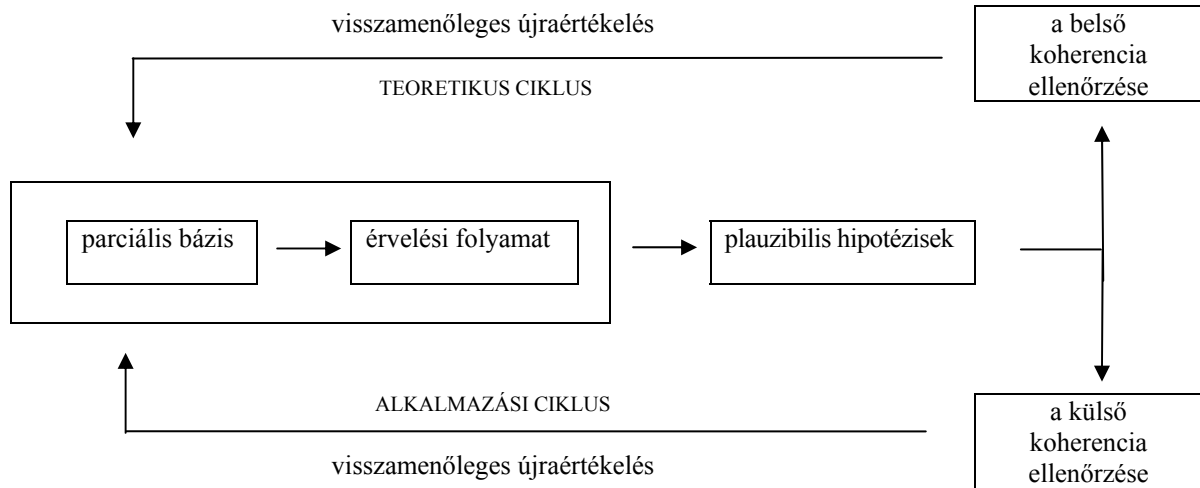 visszamenőleges újraértékelés
a belső
koherencia
ellenőrzése
TEORETIKUS CIKLUS
parciális bázis
érvelési folyamat
plauzibilis hipotézisek
ALKALMAZÁSI CIKLUS
a külső
koherencia
ellenőrzése
visszamenőleges újraértékelés